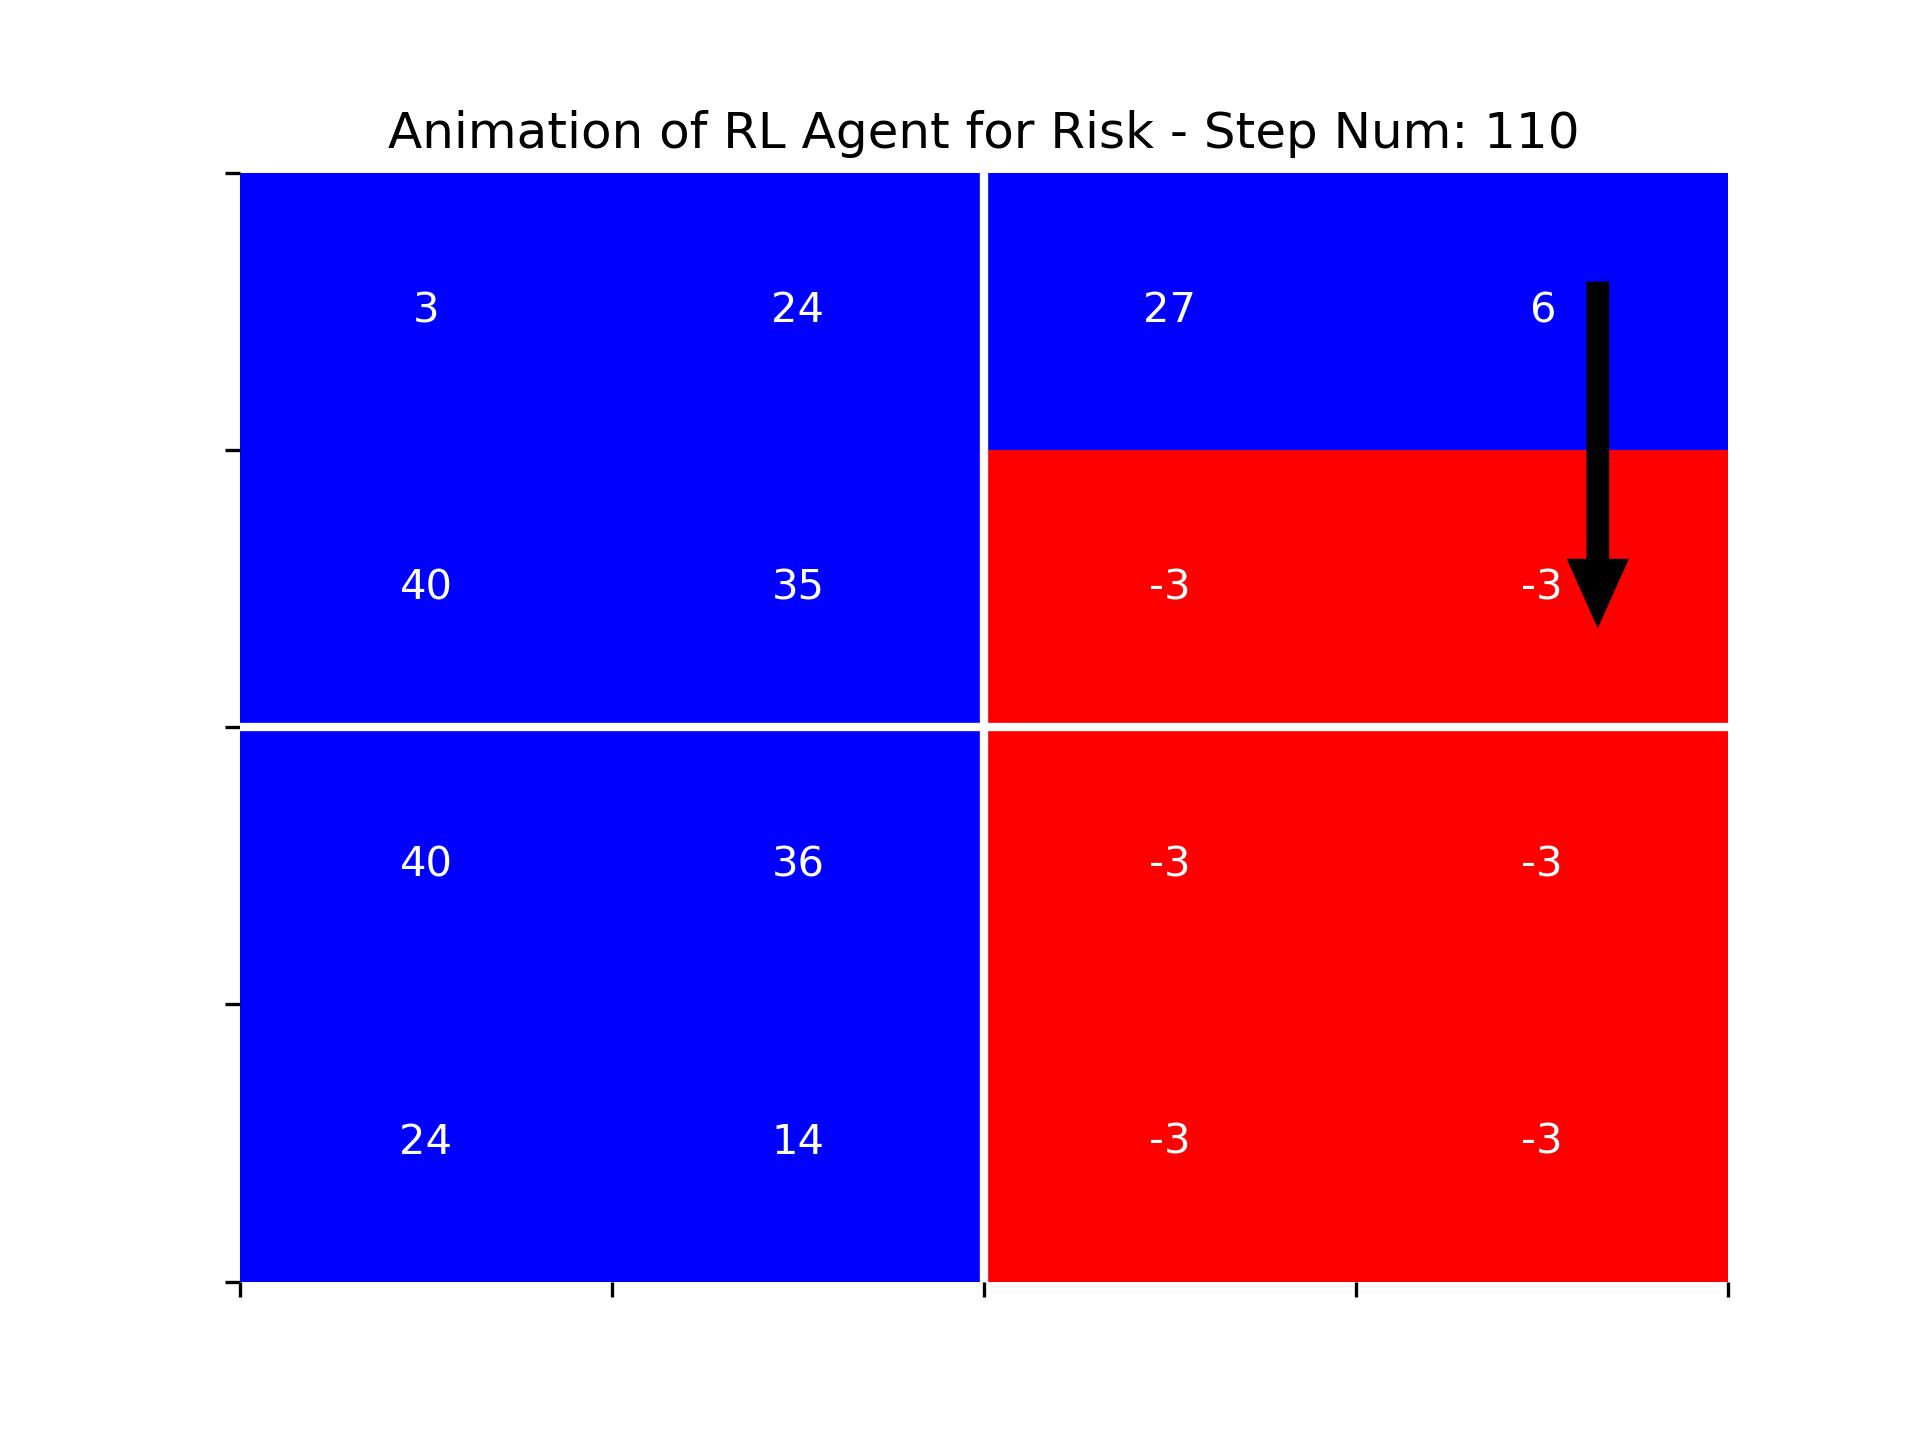 Animation of RL Agent for Risk - Step Num: 110
3 24 27 6
40 35 -3 -3
40 36 -3 -3
24 14 -3 -3